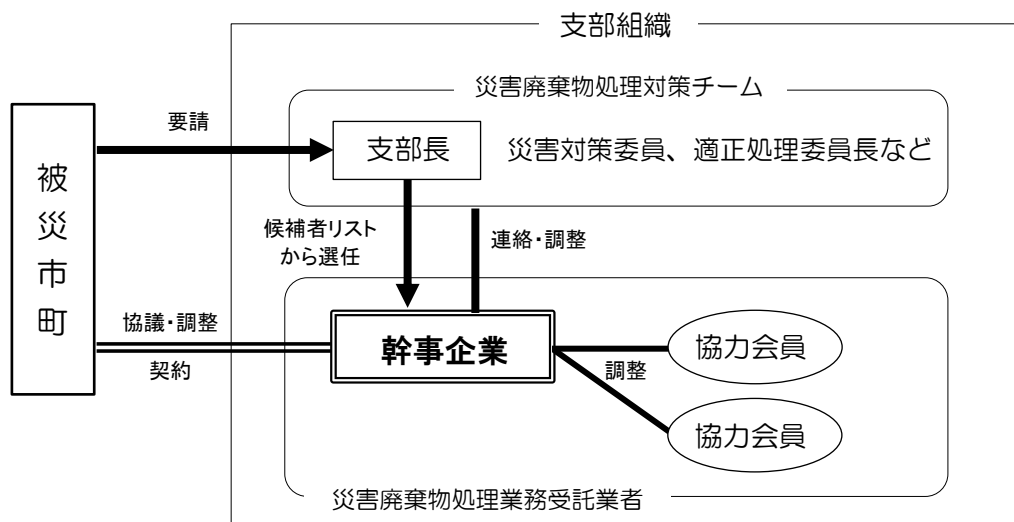 支部組織
災害廃棄物処理対策チーム
要請
支部長
災害対策委員、適正処理委員長など
被災市町
候補者リスト
から選任
連絡・調整
協議・調整
契約
幹事企業
調整
協力会員
協力会員
災害廃棄物処理業務受託業者